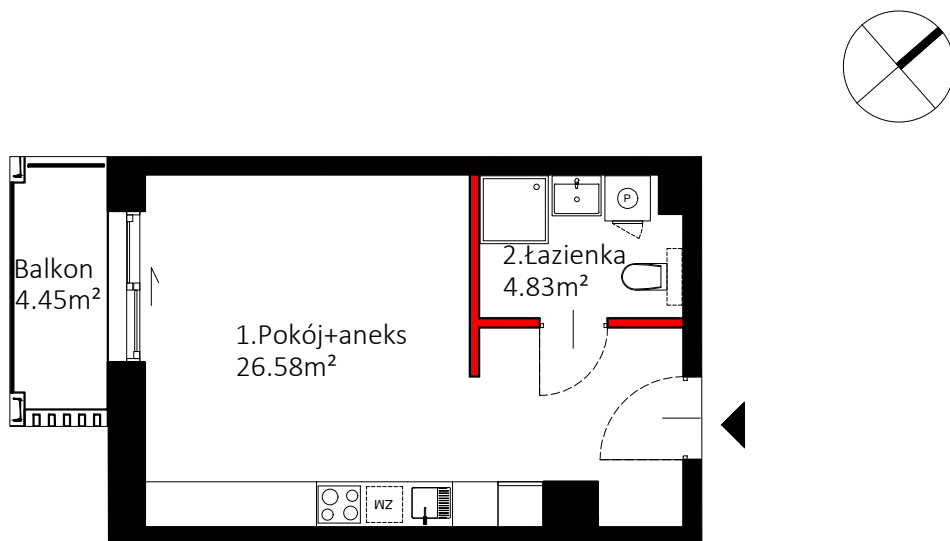 P
2.Łazienka
4.83m²
Balkon
4.45m²
1.Pokój+aneks
26.58m²
ZM